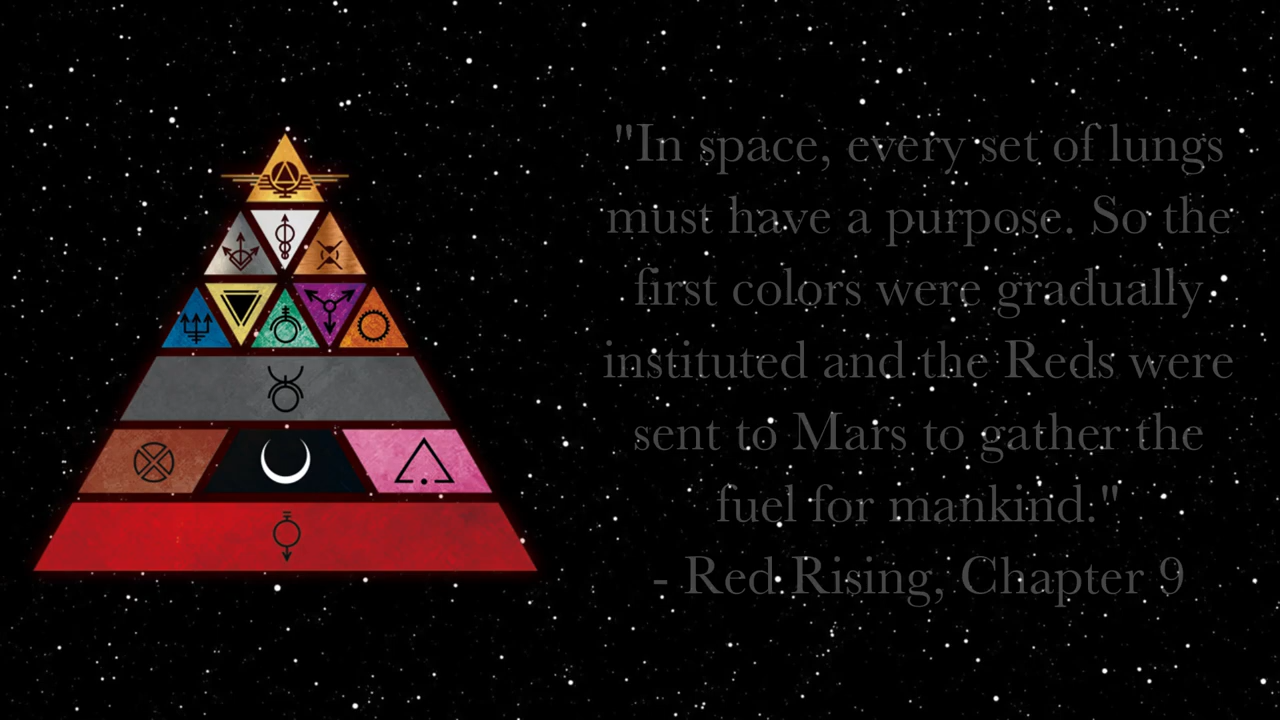 "In space, every set of lungs
must have a purpose. So the
first colors were gradually
instituted and the Reds were
sent to Mars to gather the
fuel for mankind."
- Red Rising, Chapter 9